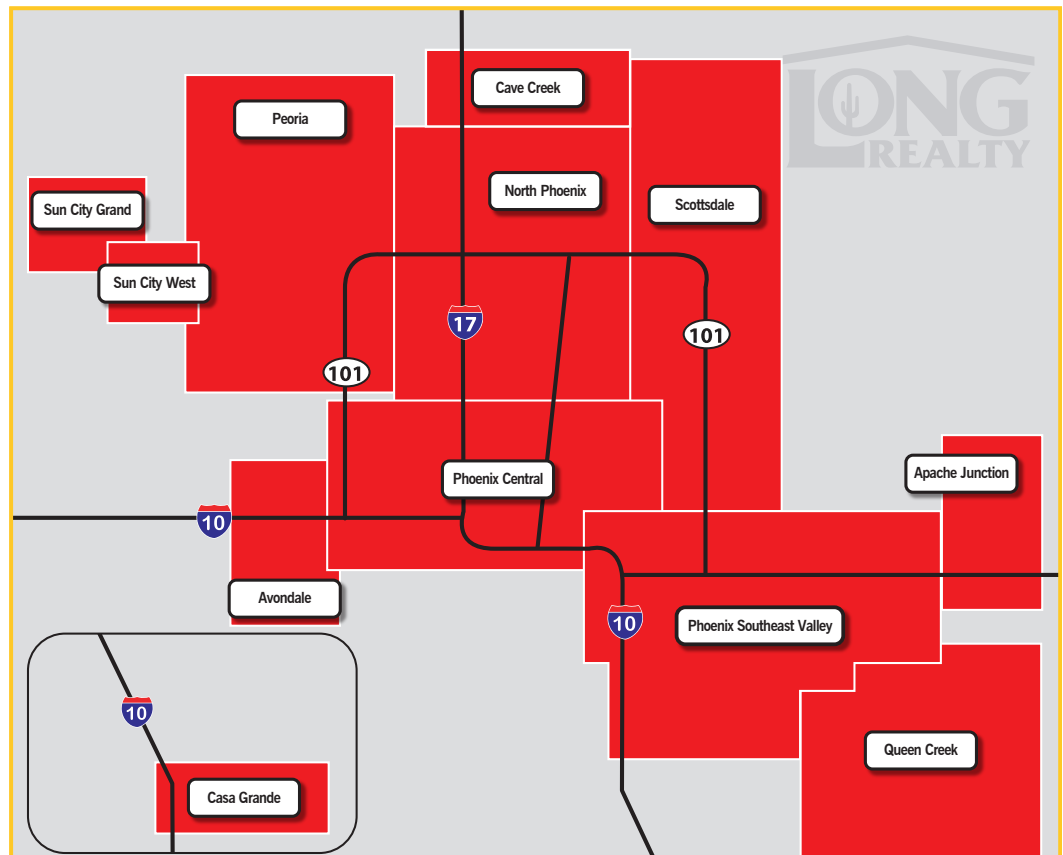 LONG
REALTY
Cave Creek
Peoria
North Phoenix
Scottsdale
Sun City Grand
Sun City West
17
101
101
Phoenix Central
Apache Junction
10
Avondale
10
Phoenix Southeast Valley
10
Queen Creek
Casa Grande